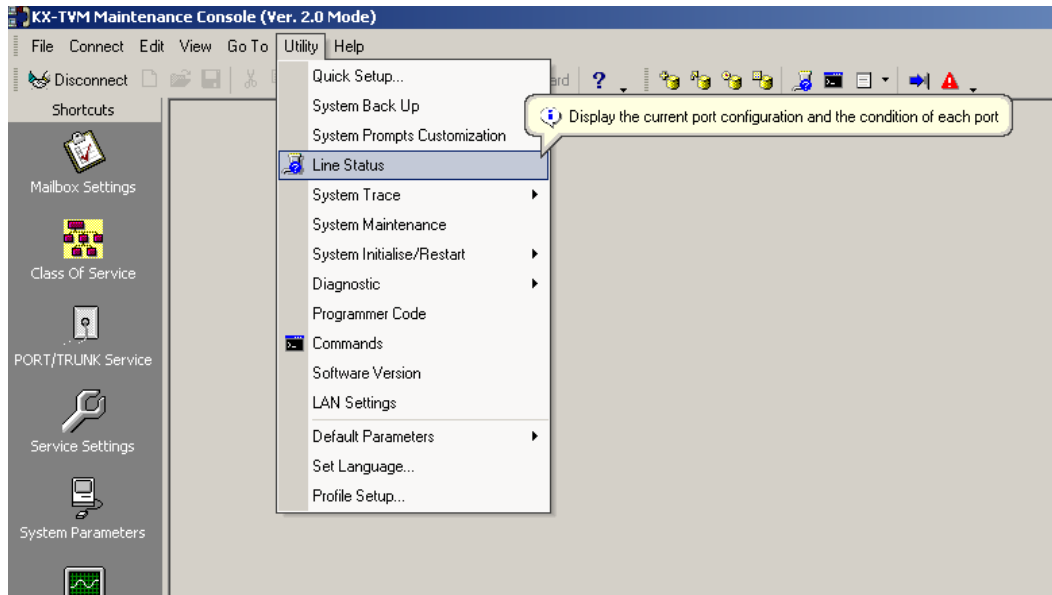 KX-TVM Maintenance Console (Ver. 2.0 Mode)
File Connect Edit View Go To Utility Help
Disconnect ?
Shortcuts
Mailbox Settings
Class Of Service
PORT/TRUNK Service
Service Settings
System Parameters
Quick Setup...
System Back Up
System Prompts Customization
Line Status
System Trace
System Maintenance
System Initialise/Restart
Diagnostic
Programmer Code
Commands
Software Version
LAN Settings
Default Parameters
Set Language...
Profile Setup...
Display the current port configuration and the condition of each port